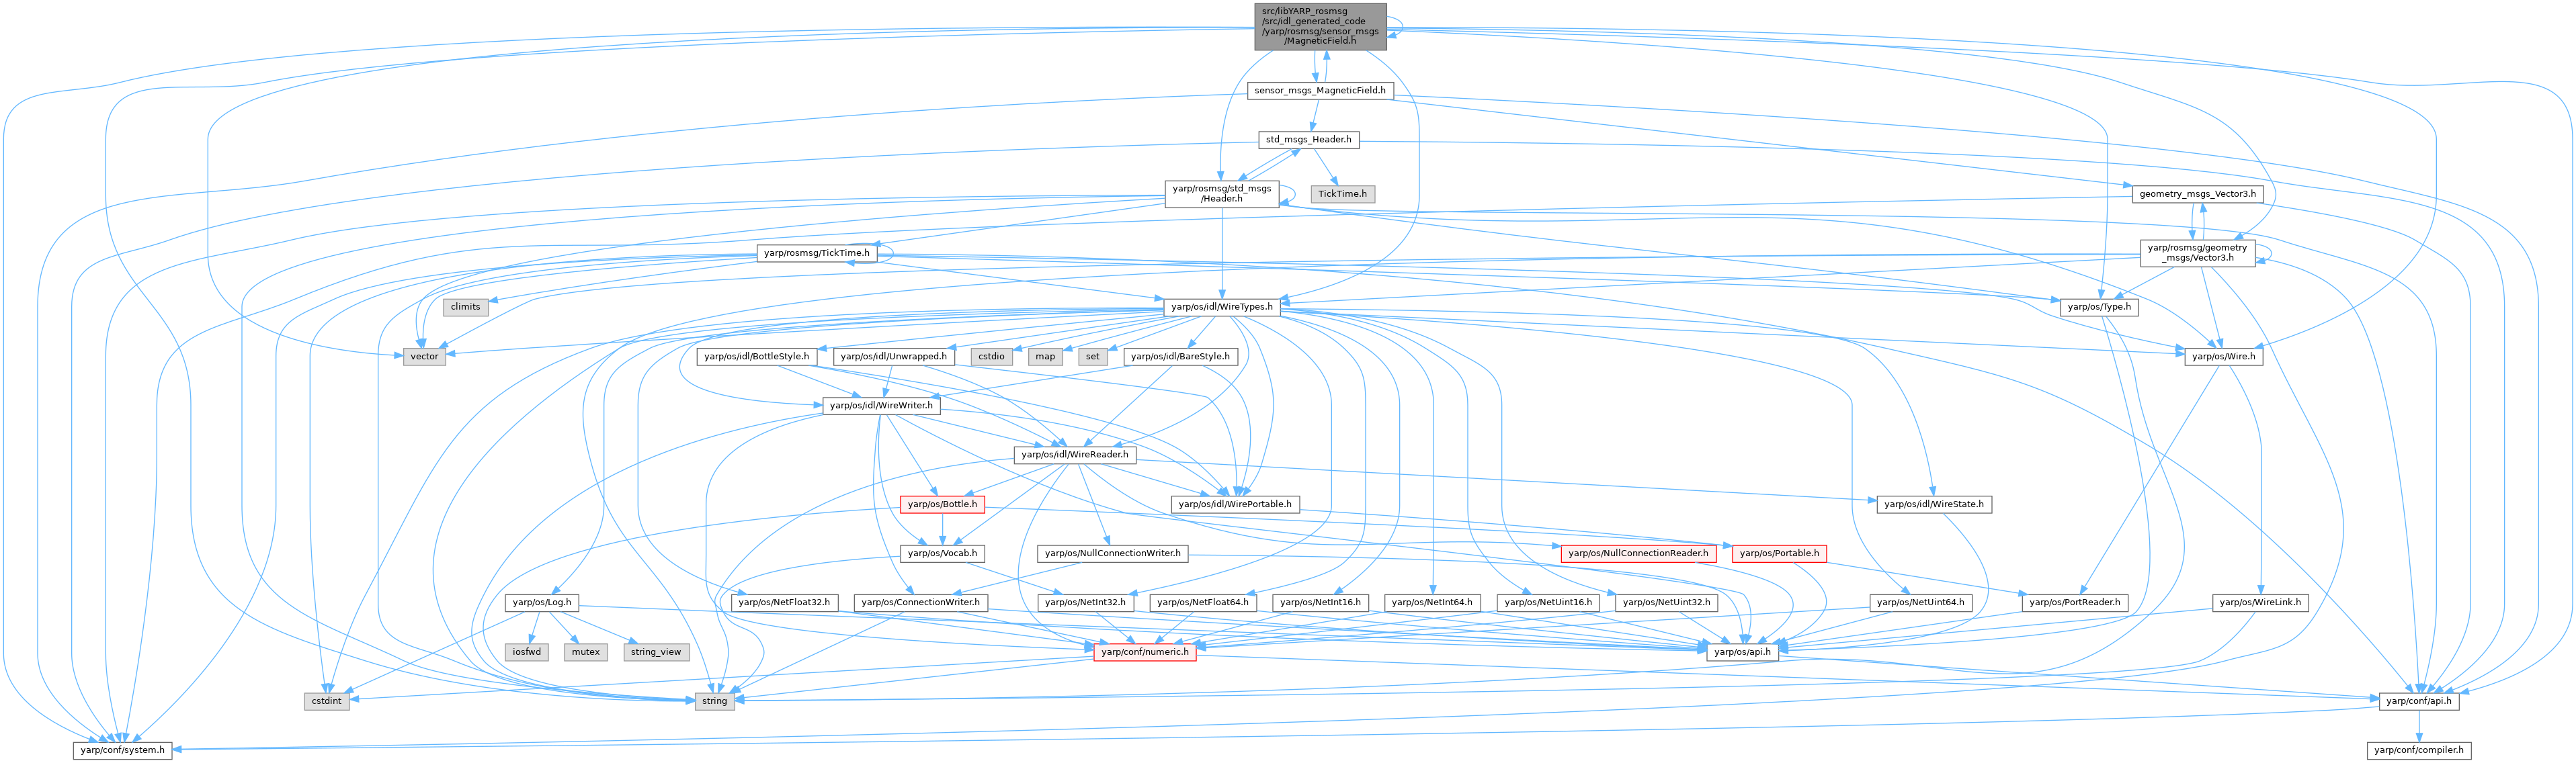 src/libYARP_rosmsg
/src/idl_generated_code
/yarp/rosmsg/sensor_msgs
/MagneticField.h
sensor_msgs_MagneticField.h
std_msgs_Header.h
yarp/rosmsg/std_msgs
/Header.h
TickTime.h
geometry_msgs_Vector3.h
yarp/rosmsg/TickTime.h
yarp/rosmsg/geometry
_msgs/Vector3.h
climits
yarp/os/idl/WireTypes.h
yarp/os/Type.h
vector
yarp/os/idl/BottleStyle.h
yarp/os/idl/Unwrapped.h
cstdio
map
set
yarp/os/idl/BareStyle.h
yarp/os/Wire.h
yarp/os/idl/WireWriter.h
yarp/os/idl/WireReader.h
yarp/os/Bottle.h
yarp/os/idl/WirePortable.h
yarp/os/idl/WireState.h
yarp/os/Vocab.h
yarp/os/NullConnectionWriter.h
yarp/os/NullConnectionReader.h
yarp/os/Portable.h
yarp/os/Log.h
yarp/os/NetFloat32.h
yarp/os/ConnectionWriter.h
yarp/os/NetInt32.h
yarp/os/NetFloat64.h
yarp/os/NetInt16.h
yarp/os/NetInt64.h
yarp/os/NetUint16.h
yarp/os/NetUint32.h
yarp/os/NetUint64.h
yarp/os/PortReader.h
yarp/os/WireLink.h
iosfwd
mutex
string_view
yarp/conf/numeric.h
yarp/os/api.h
cstdint
string
yarp/conf/api.h
yarp/conf/system.h
yarp/conf/compiler.h